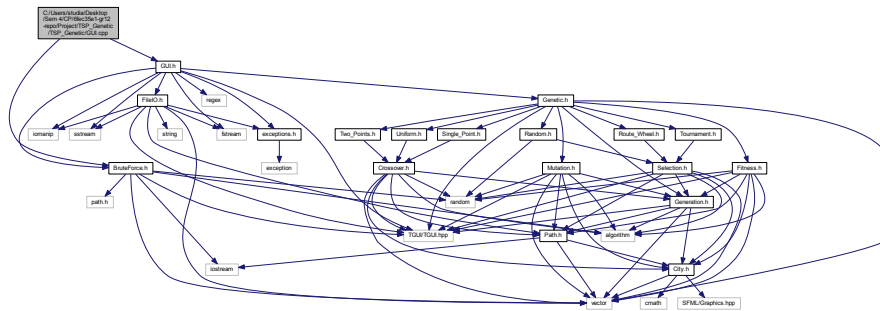 C:/Users/studia/Desktop
/Sem 4/CP/6fec35e1-gr12
-repo/Project/TSP_Genetic
/TSP_Genetic/GUI.cpp
GUI.h
FileIO.h
regex
Genetic.h
iomanip
sstream
string
fstream
exceptions.h
Two_Points.h
Uniform.h
Single_Point.h
Random.h
Route_Wheel.h
Tournament.h
BruteForce.h
exception
Crossover.h
Mutation.h
Selection.h
Fitness.h
path.h
random
Generation.h
TGUI/TGUI.hpp
Path.h
algorithm
iostream
City.h
vector
cmath
SFML/Graphics.hpp